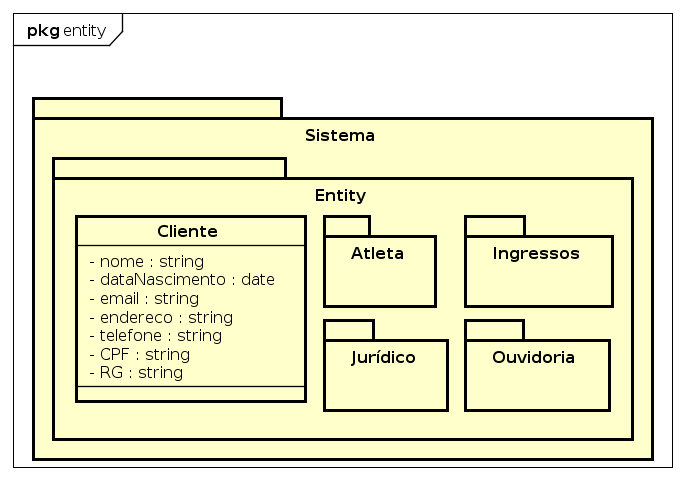 pkg entity
Sistema
Entity
Cliente
- nome : string
- dataNascimento : date
- email : string
- endereco : string
- telefone : string
- CPF : string
- RG : string
Atleta
Ingressos
Jurídico
Ouvidoria